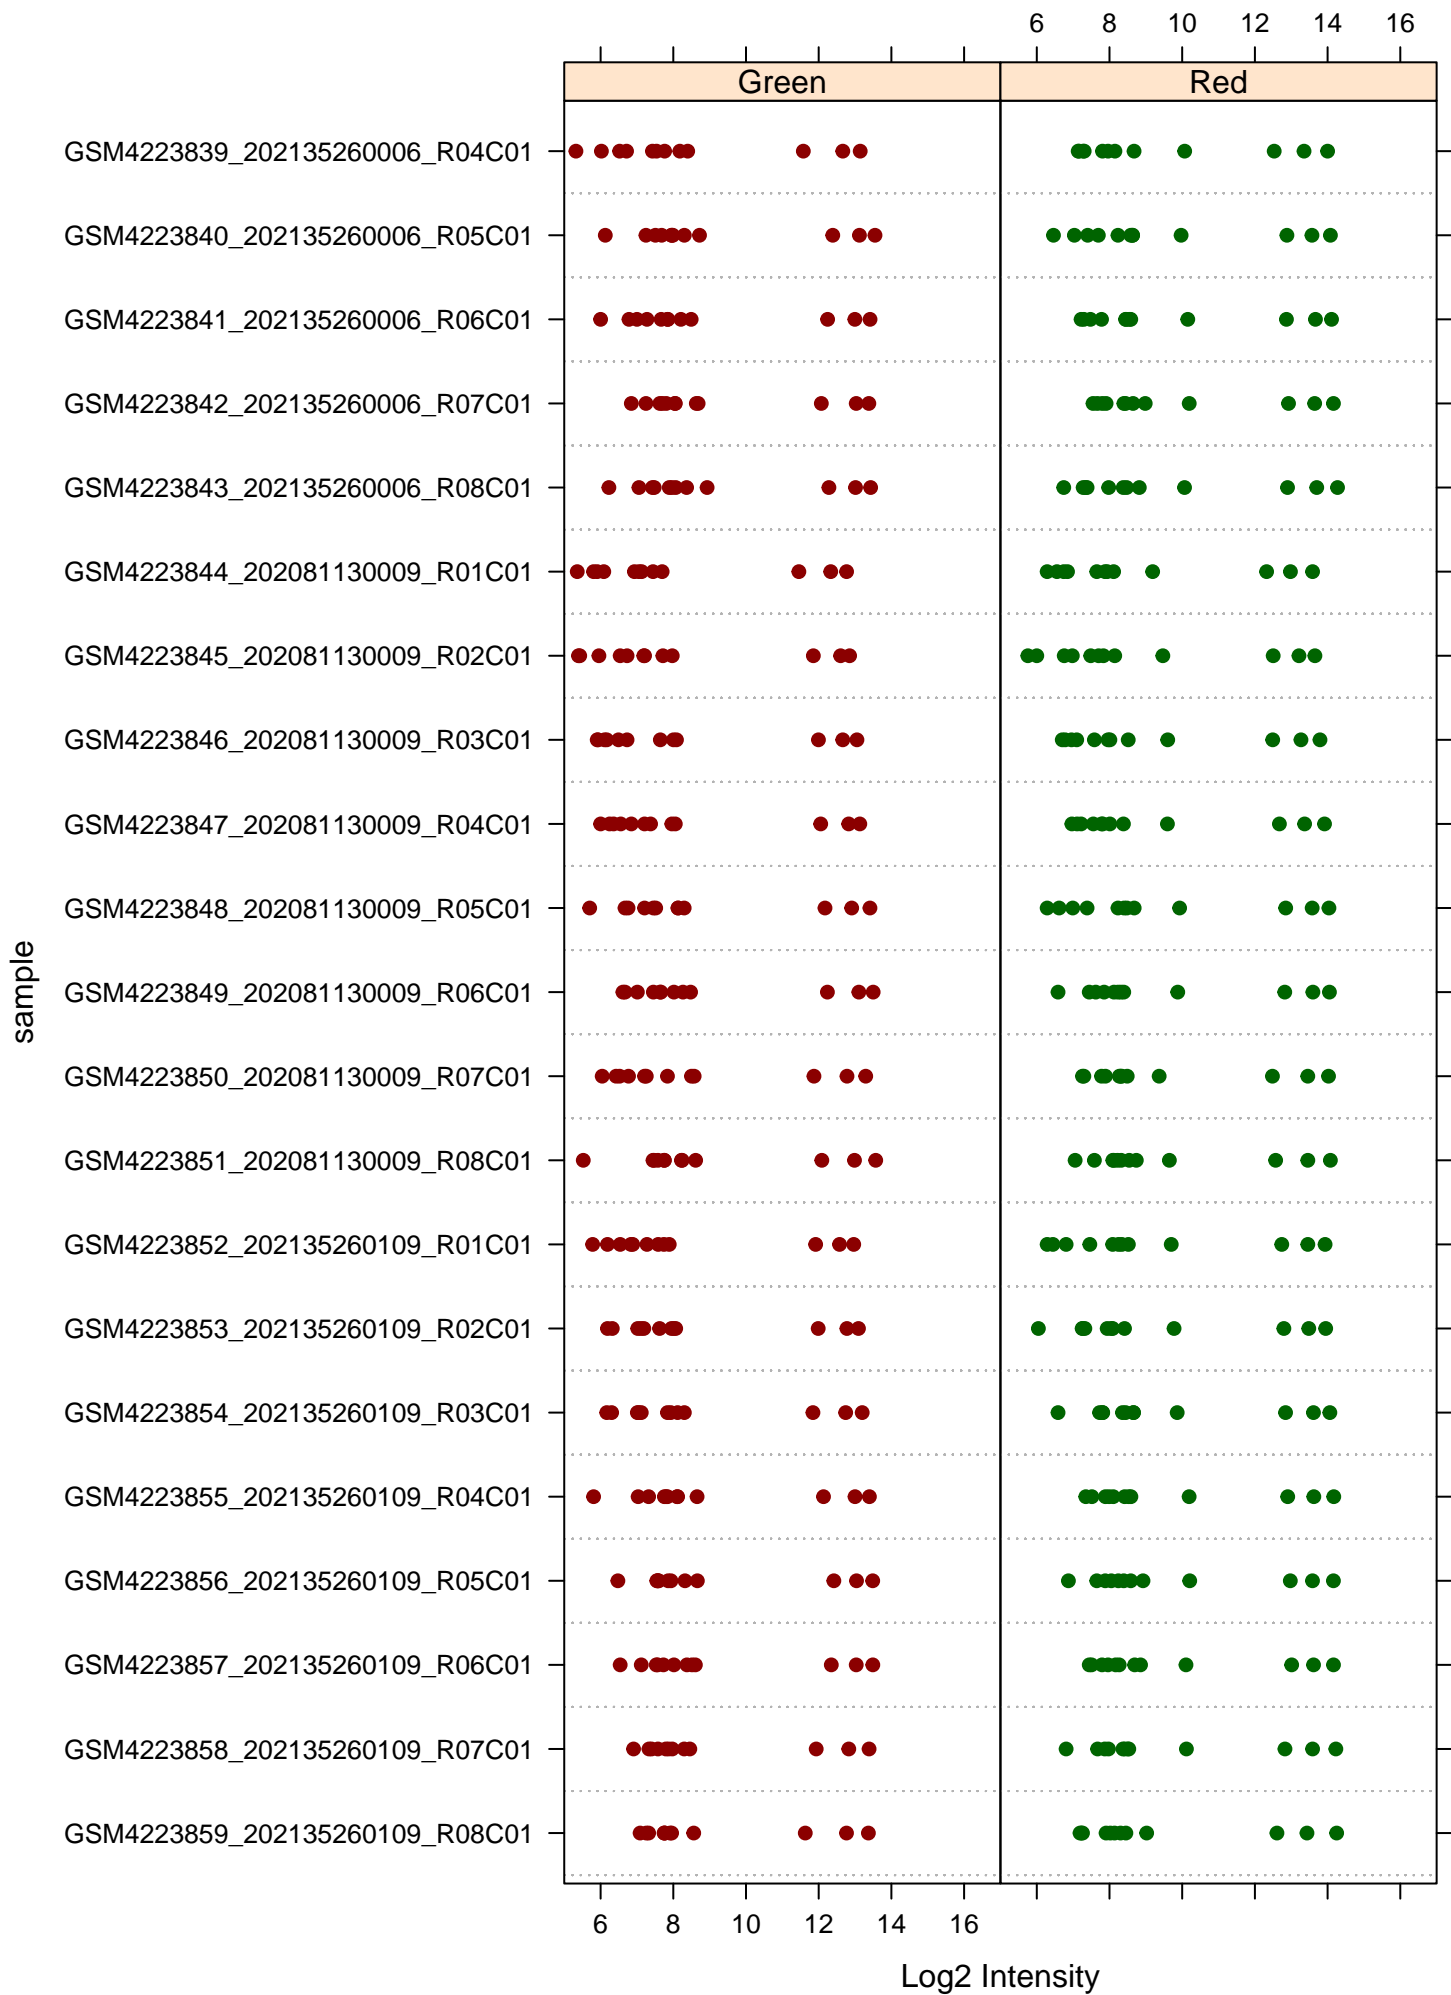 6 8 10 12 14 16
Green Red
GSM4223839_202135260006_R04C01
GSM4223840_202135260006_R05C01
GSM4223841_202135260006_R06C01
GSM4223842_202135260006_R07C01
GSM4223843_202135260006_R08C01
GSM4223844_202081130009_R01C01
GSM4223845_202081130009_R02C01
GSM4223846_202081130009_R03C01
GSM4223847_202081130009_R04C01
GSM4223848_202081130009_R05C01
GSM4223849_202081130009_R06C01
GSM4223850_202081130009_R07C01
GSM4223851_202081130009_R08C01
GSM4223852_202135260109_R01C01
GSM4223853_202135260109_R02C01
GSM4223854_202135260109_R03C01
GSM4223855_202135260109_R04C01
GSM4223856_202135260109_R05C01
GSM4223857_202135260109_R06C01
GSM4223858_202135260109_R07C01
GSM4223859_202135260109_R08C01
sample
6 8 10 12 14 16
Log2 Intensity